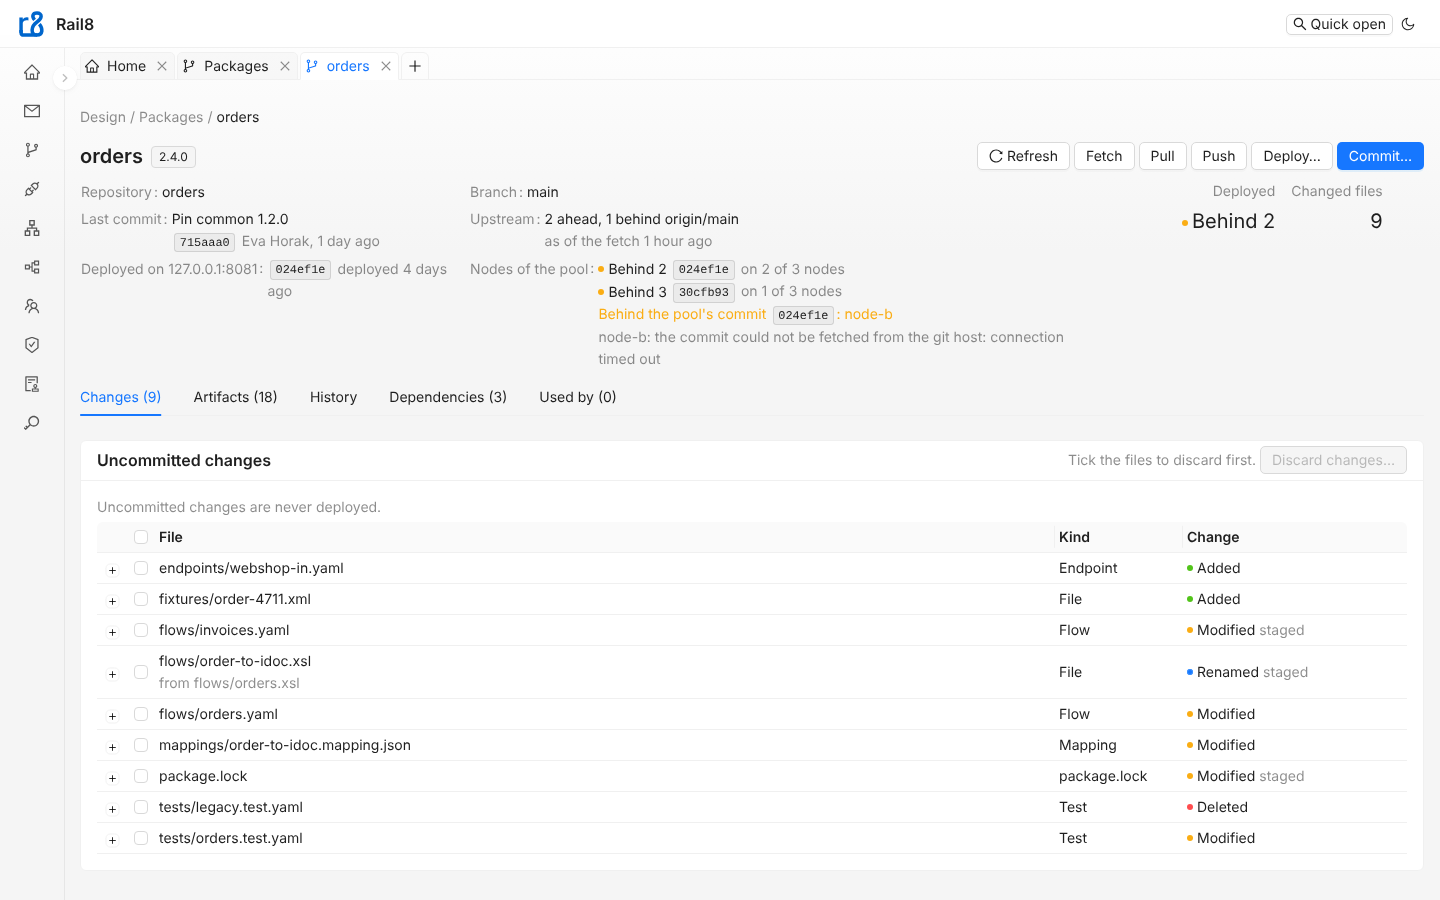 r8 Rail8
Quick open
Home
Packages
orders
Design / Packages / orders
orders 2.4.0
Refresh
Fetch
Pull
Push
Deploy...
Commit...
Repository: orders
Branch: main
Deployed
Behind 2
Changed files
9
Last commit: Pin common 1.2.0
715aaa0 Eva Horak, 1 day ago
Upstream: 2 ahead, 1 behind origin/main
as of the fetch 1 hour ago
Deployed on 127.0.0.1:8081: 024ef1e deployed 4 days
ago
Nodes of the pool: Behind 2 024ef1e on 2 of 3 nodes
Behind 3 30cfb93 on 1 of 3 nodes
Behind the pool's commit 024ef1e : node-b
node-b: the commit could not be fetched from the git host: connection
timed out
Changes (9)
Artifacts (18)
History
Dependencies (3)
Used by (0)
Uncommitted changes
Tick the files to discard first.
Discard changes...
Uncommitted changes are never deployed.
File Kind Change
+ endpoints/webshop-in.yaml Endpoint Added
+ fixtures/order-4711.xml File Added
+ flows/invoices.yaml Flow Modified staged
+ flows/order-to-idoc.xsl File Renamed staged
from flows/orders.xsl
+ flows/orders.yaml Flow Modified
+ mappings/order-to-idoc.mapping.json Mapping Modified
+ package.lock package.lock Modified staged
+ tests/legacy.test.yaml Test Deleted
+ tests/orders.test.yaml Test Modified